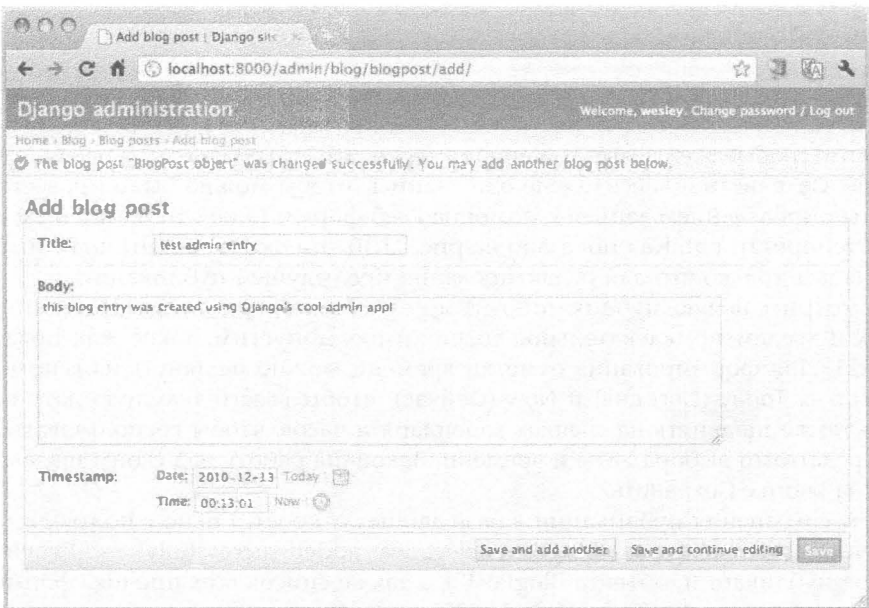 Add blog post | Django site
localhost:8000/admin/blog/blogpost/add/
Django administration
Welcome, wesley. Change password / Log out
Home › Blog › Blog posts › Add blog post
The blog post "BlogPost object" was changed successfully. You may add another blog post below.
Add blog post
Title: test admin entry
Body:
this blog entry was created using Django's cool admin app!
Timestamp: Date: 2010-12-13 Today
Time: 00:13:01 Now
Save and add another Save and continue editing Save